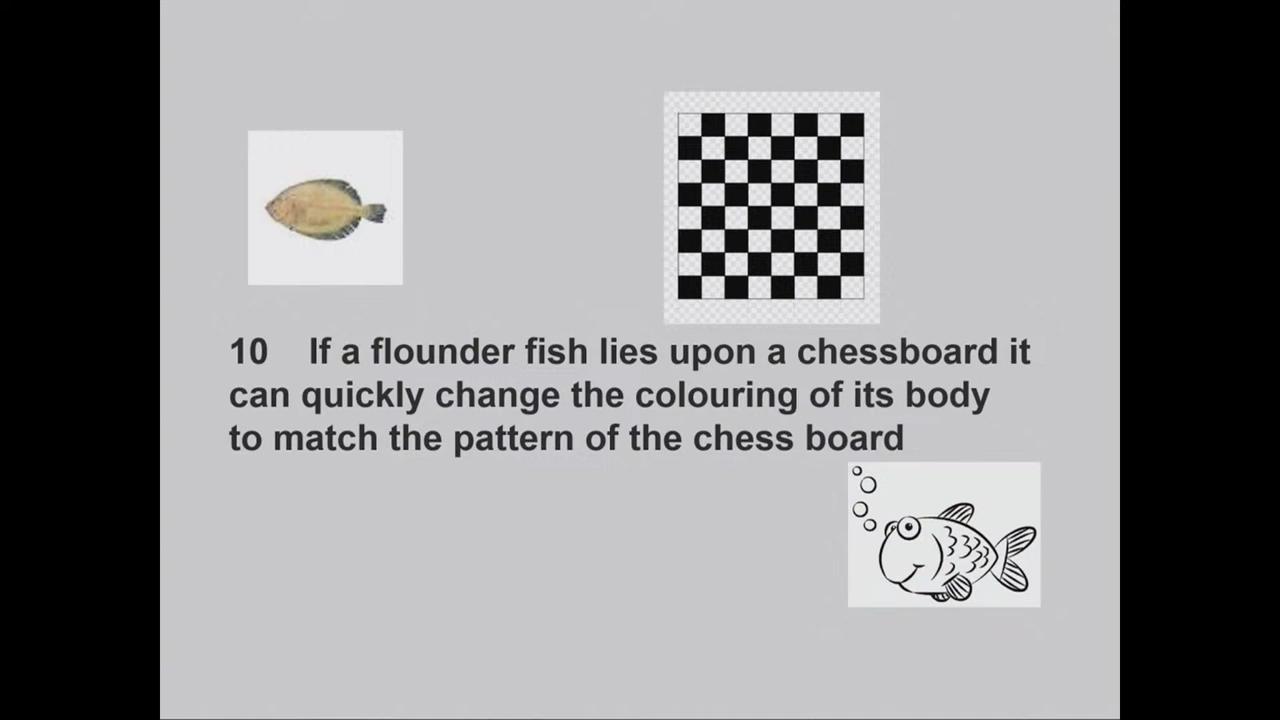 10 If a flounder fish lies upon a chessboard it
can quickly change the colouring of its body
to match the pattern of the chess board